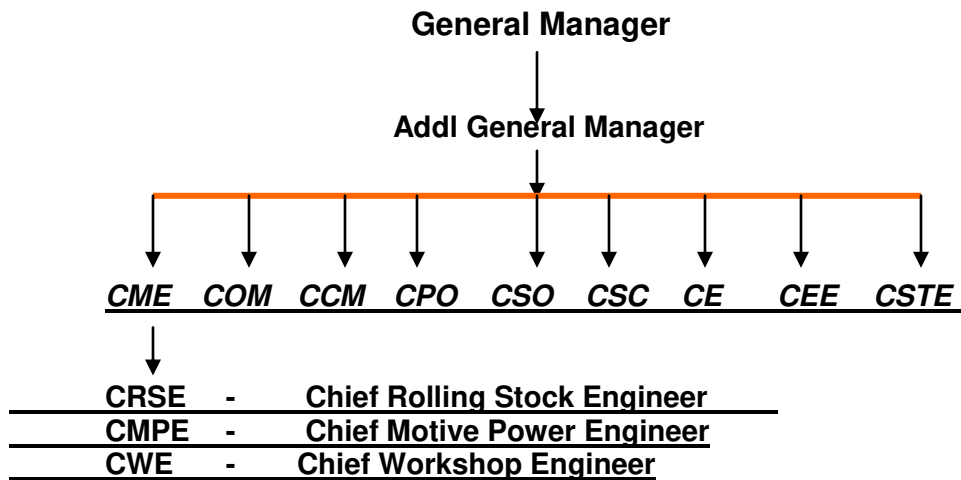 General Manager
Addl General Manager
CME COM CCM CPO CSO CSC CE CEE CSTE
CRSE - Chief Rolling Stock Engineer
CMPE - Chief Motive Power Engineer
CWE - Chief Workshop Engineer